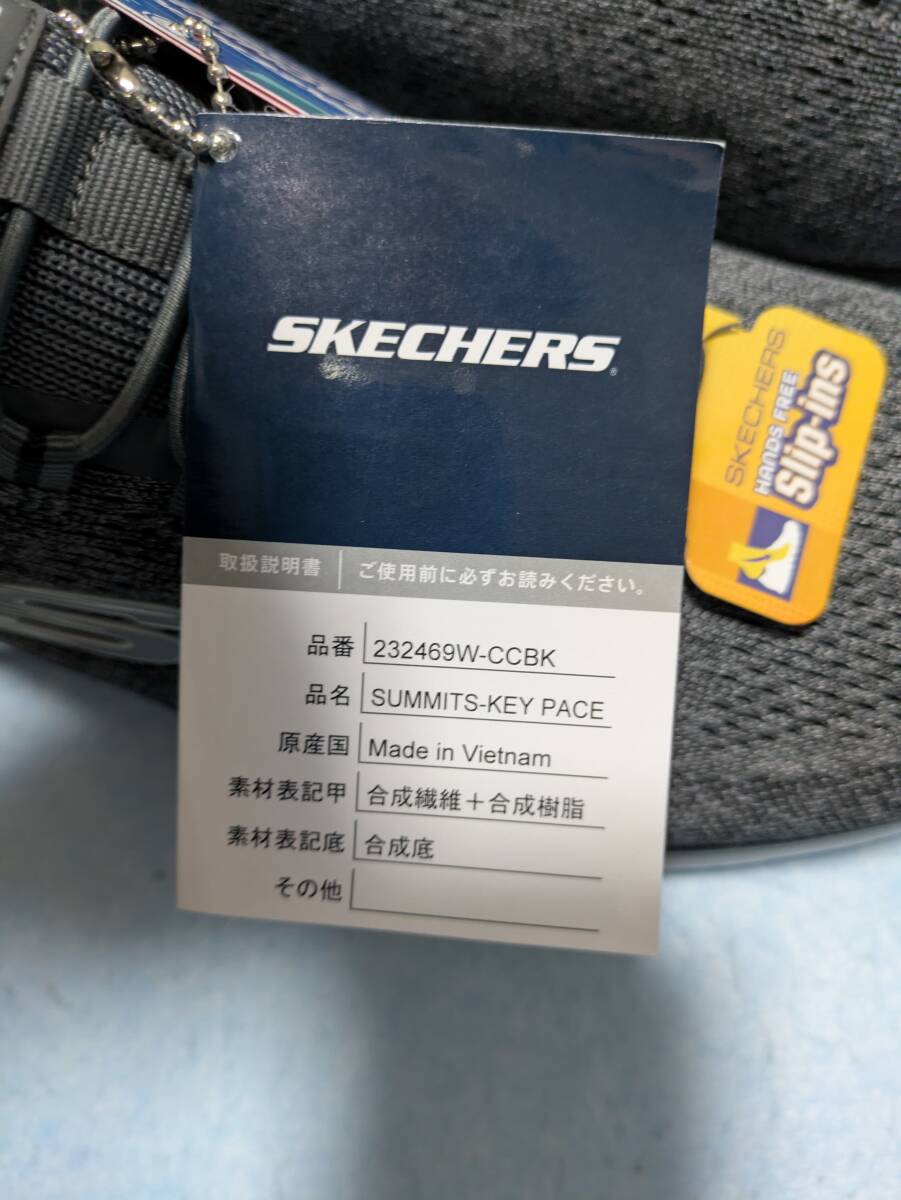 SKECHERS
取扱説明書 ご使用前に必ずお読みください。
品番 232469W-CCBK
品名 SUMMITS-KEY PACE
原産国 Made in Vietnam
素材表記甲 合成繊維＋合成樹脂
素材表記底 合成底
その他
SKECHERS
HANDS FREE
Slip-ins